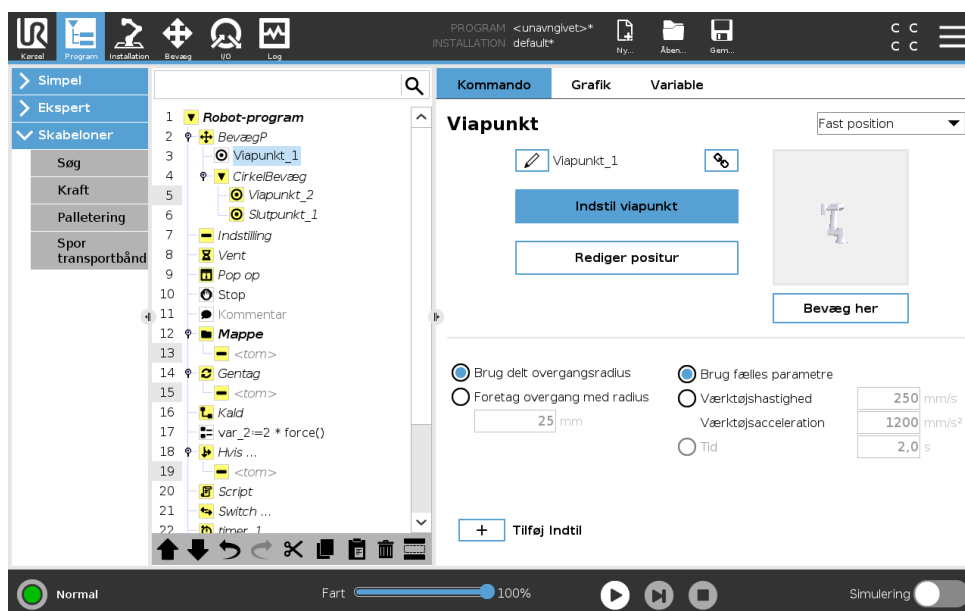 UR
Kørsel
Program
Installation
Bevæg
I/O
Log
PROGRAM <unavngivet>*
INSTALLATION default*
Ny...
Åben...
Gem...
C C
C C
Simpel
Ekspert
Skabeloner
Søg
Kraft
Palletering
Spor
transportbånd
1 Robot-program
2 BevægP
3 Viapunkt_1
4 CirkelBevæg
5 Viapunkt_2
6 Slutpunkt_1
7 Indstilling
8 Vent
9 Pop op
10 Stop
11 Kommentar
12 Mappe
13 <tom>
14 Gentag
15 <tom>
16 Kald
17 var_2:=2 * force()
18 Hvis ...
19 <tom>
20 Script
21 Switch ...
22 timer_1
Kommando
Grafik
Variable
Viapunkt
Fast position
Viapunkt_1
Indstil viapunkt
Rediger positur
Bevæg her
Brug delt overgangsradius
Foretag overgang med radius
25 mm
Brug fælles parametre
Værktøjshastighed 250 mm/s
Værktøjsacceleration 1200 mm/s²
Tid 2,0 s
+ Tilføj Indtil
Normal
Fart 100%
Simulering